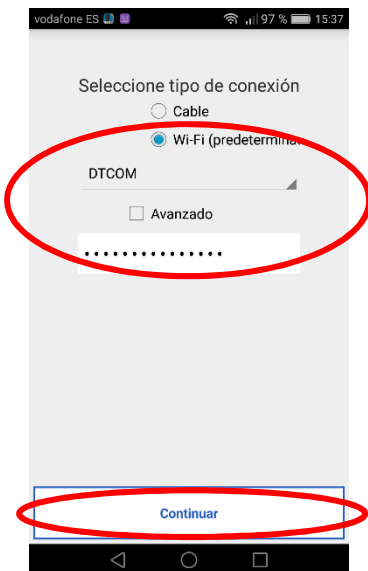 vodafone ES 97 % 15:37
Seleccione tipo de conexión
Cable
Wi-Fi (predetermina
DTCOM
Avanzado
•••••••••••••••
Continuar